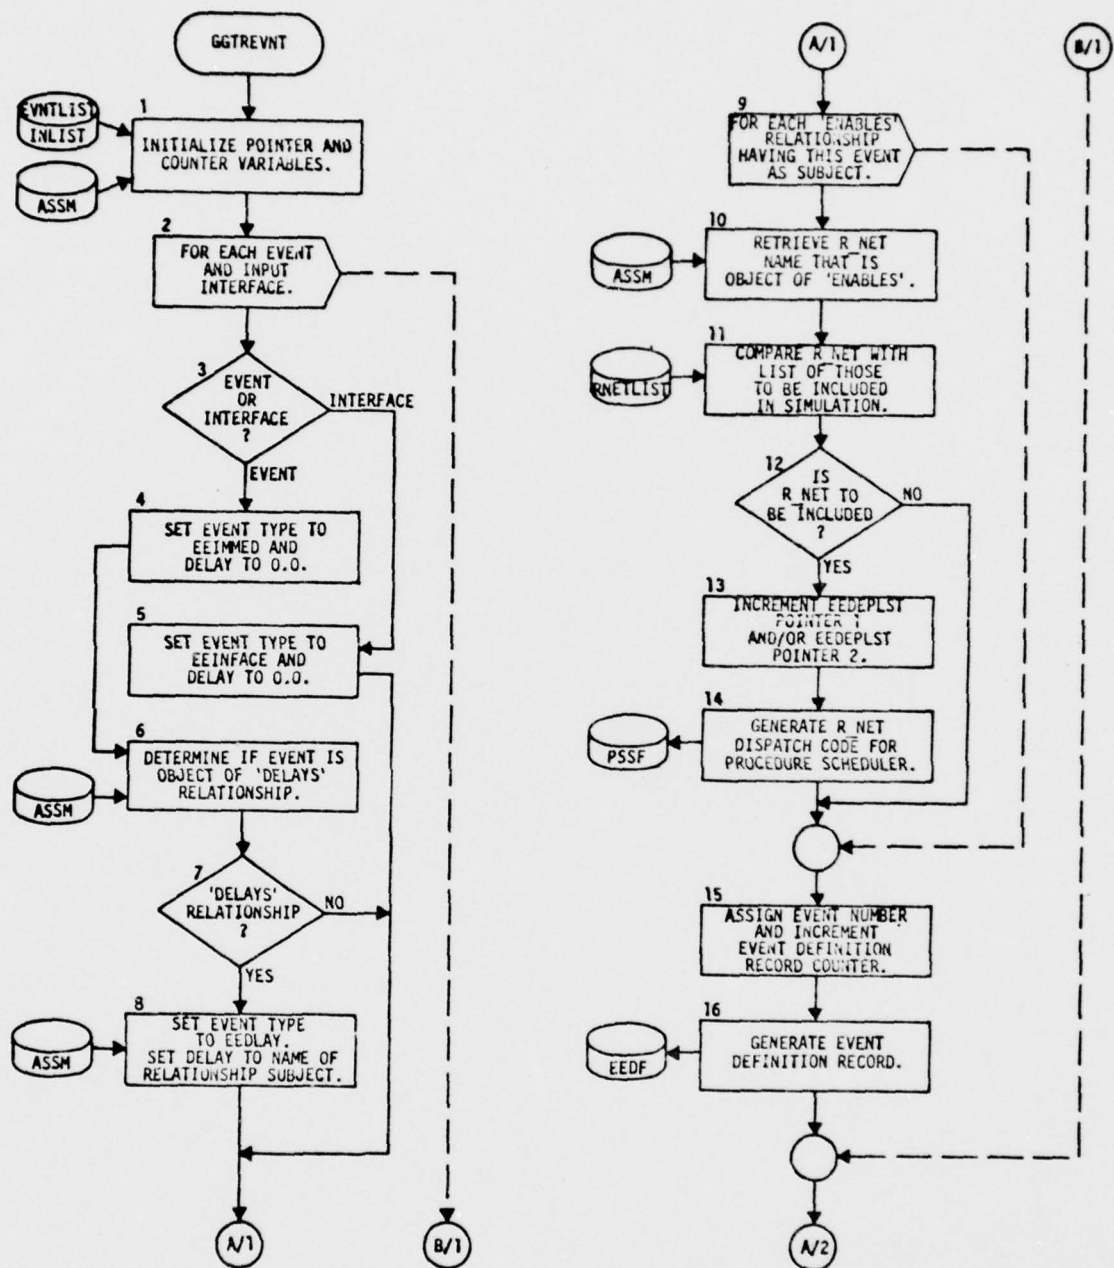 GGTREVNT
EVNTLIST
INLIST
ASSM
1
INITIALIZE POINTER AND
COUNTER VARIABLES.
2
FOR EACH EVENT
AND INPUT
INTERFACE.
3
EVENT
OR
INTERFACE
?
INTERFACE
EVENT
4
SET EVENT TYPE TO
EEIMMED AND
DELAY TO 0.0.
5
SET EVENT TYPE TO
EEINFACE AND
DELAY TO 0.0.
6
DETERMINE IF EVENT IS
OBJECT OF 'DELAYS'
RELATIONSHIP.
ASSM
7
'DELAYS'
RELATIONSHIP
?
NO
YES
8
SET EVENT TYPE
TO EEDLAY.
SET DELAY TO NAME OF
RELATIONSHIP SUBJECT.
ASSM
A/1
B/1
A/1
B/1
9
FOR EACH 'ENABLES'
RELATIONSHIP
HAVING THIS EVENT
AS SUBJECT.
10
RETRIEVE R_NET
NAME THAT IS
OBJECT OF 'ENABLES'.
ASSM
11
COMPARE R_NET WITH
LIST OF THOSE
TO BE INCLUDED
IN SIMULATION.
RNETLIST
12
IS
R_NET TO
BE INCLUDED
?
NO
YES
13
INCREMENT EEDEPLST
POINTER 1
AND/OR EEDEPLST
POINTER 2.
14
GENERATE R_NET
DISPATCH CODE FOR
PROCEDURE SCHEDULER.
PSSF
15
ASSIGN EVENT NUMBER
AND INCREMENT
EVENT DEFINITION
RECORD COUNTER.
16
GENERATE EVENT
DEFINITION RECORD.
EEDF
A/2